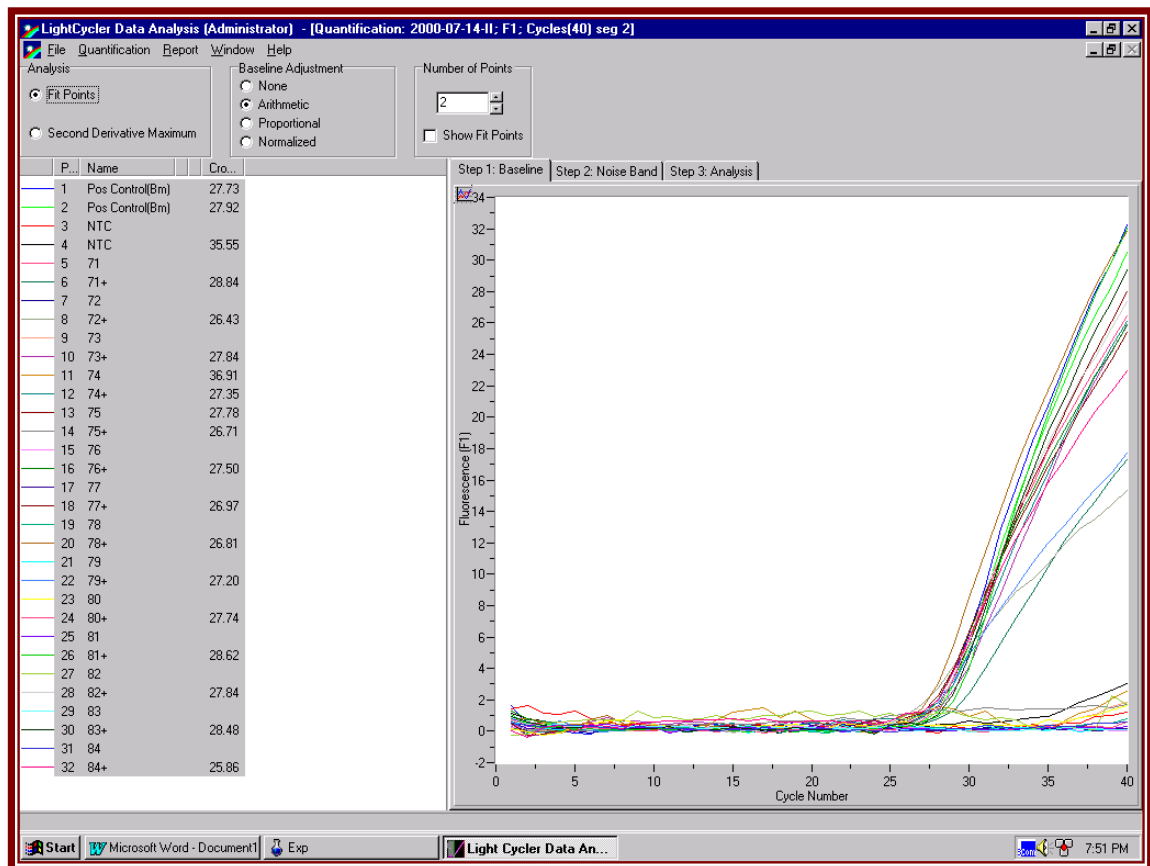 LightCycler Data Analysis (Administrator) - [Quantification: 2000-07-14-II; F1; Cycles(40) seg 2]
File Quantification Report Window Help
Analysis
Fit Points
Second Derivative Maximum
Baseline Adjustment
None
Arithmetic
Proportional
Normalized
Number of Points
2
Show Fit Points
P... Name Cro...
1 Pos Control(Bm) 27.73
2 Pos Control(Bm) 27.92
3 NTC
4 NTC 35.55
5 71
6 71+ 28.84
7 72
8 72+ 26.43
9 73
10 73+ 27.84
11 74 36.91
12 74+ 27.35
13 75 27.78
14 75+ 26.71
15 76
16 76+ 27.50
17 77
18 77+ 26.97
19 78
20 78+ 26.81
21 79
22 79+ 27.20
23 80
24 80+ 27.74
25 81
26 81+ 28.62
27 82
28 82+ 27.84
29 83
30 83+ 28.48
31 84
32 84+ 25.86
Step 1: Baseline Step 2: Noise Band Step 3: Analysis
34
32
30
28
26
24
22
20
18
16
14
12
10
8
6
4
2
0
-2
Fluorescence (F1)
0 5 10 15 20 25 30 35 40
Cycle Number
Start Microsoft Word - Document1 Exp Light Cycler Data An... 3Com 7:51 PM